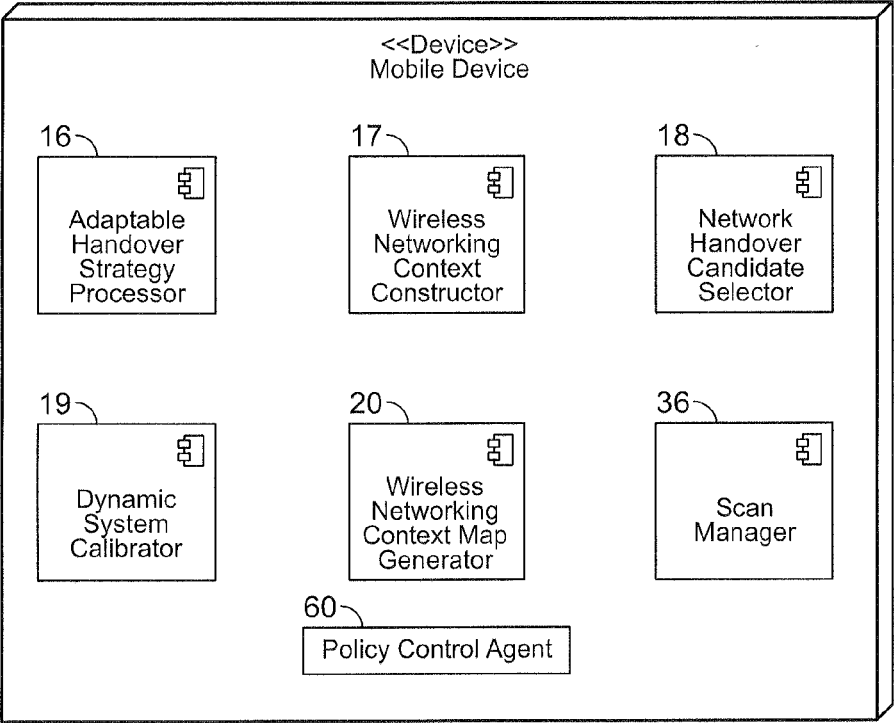 <<Device>>
Mobile Device
16
Adaptable
Handover
Strategy
Processor
17
Wireless
Networking
Context
Constructor
18
Network
Handover
Candidate
Selector
19
Dynamic
System
Calibrator
20
Wireless
Networking
Context Map
Generator
36
Scan
Manager
60
Policy Control Agent